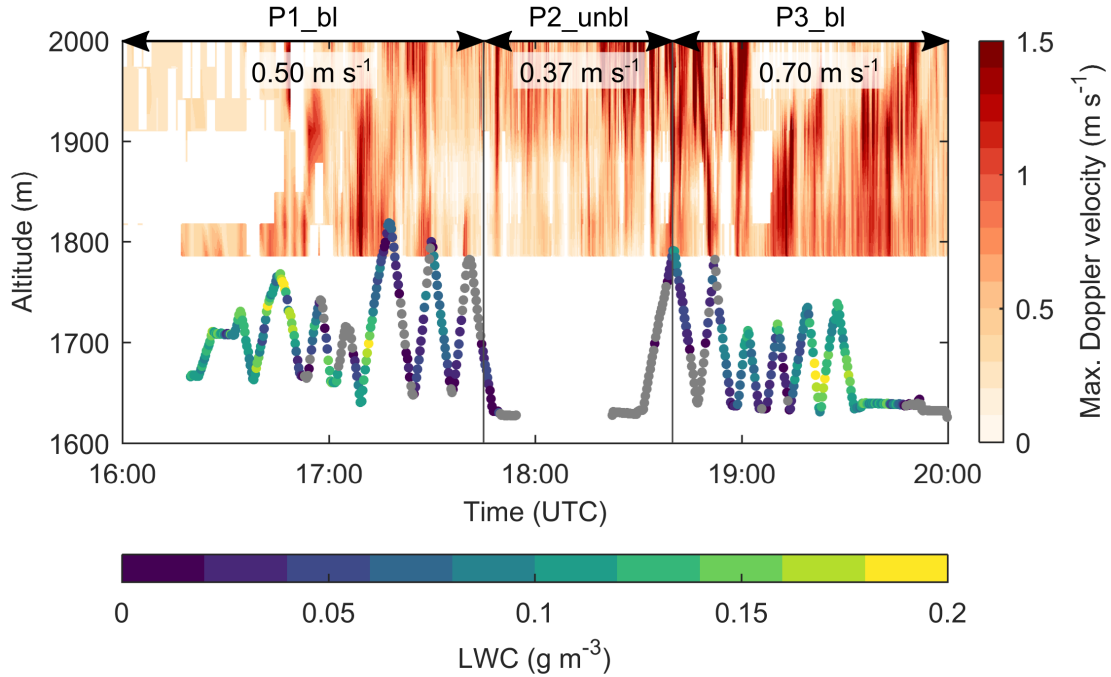 P1_bl P2_unbl P3_bl
2000
0.50 m s⁻¹ 0.37 m s⁻¹ 0.70 m s⁻¹
1900
1800
1700
1600
Altitude (m)
16:00 17:00 18:00 19:00 20:00
Time (UTC)
1.5
1
0.5
0
Max. Doppler velocity (m s⁻¹)
0 0.05 0.1 0.15 0.2
LWC (g m⁻³)